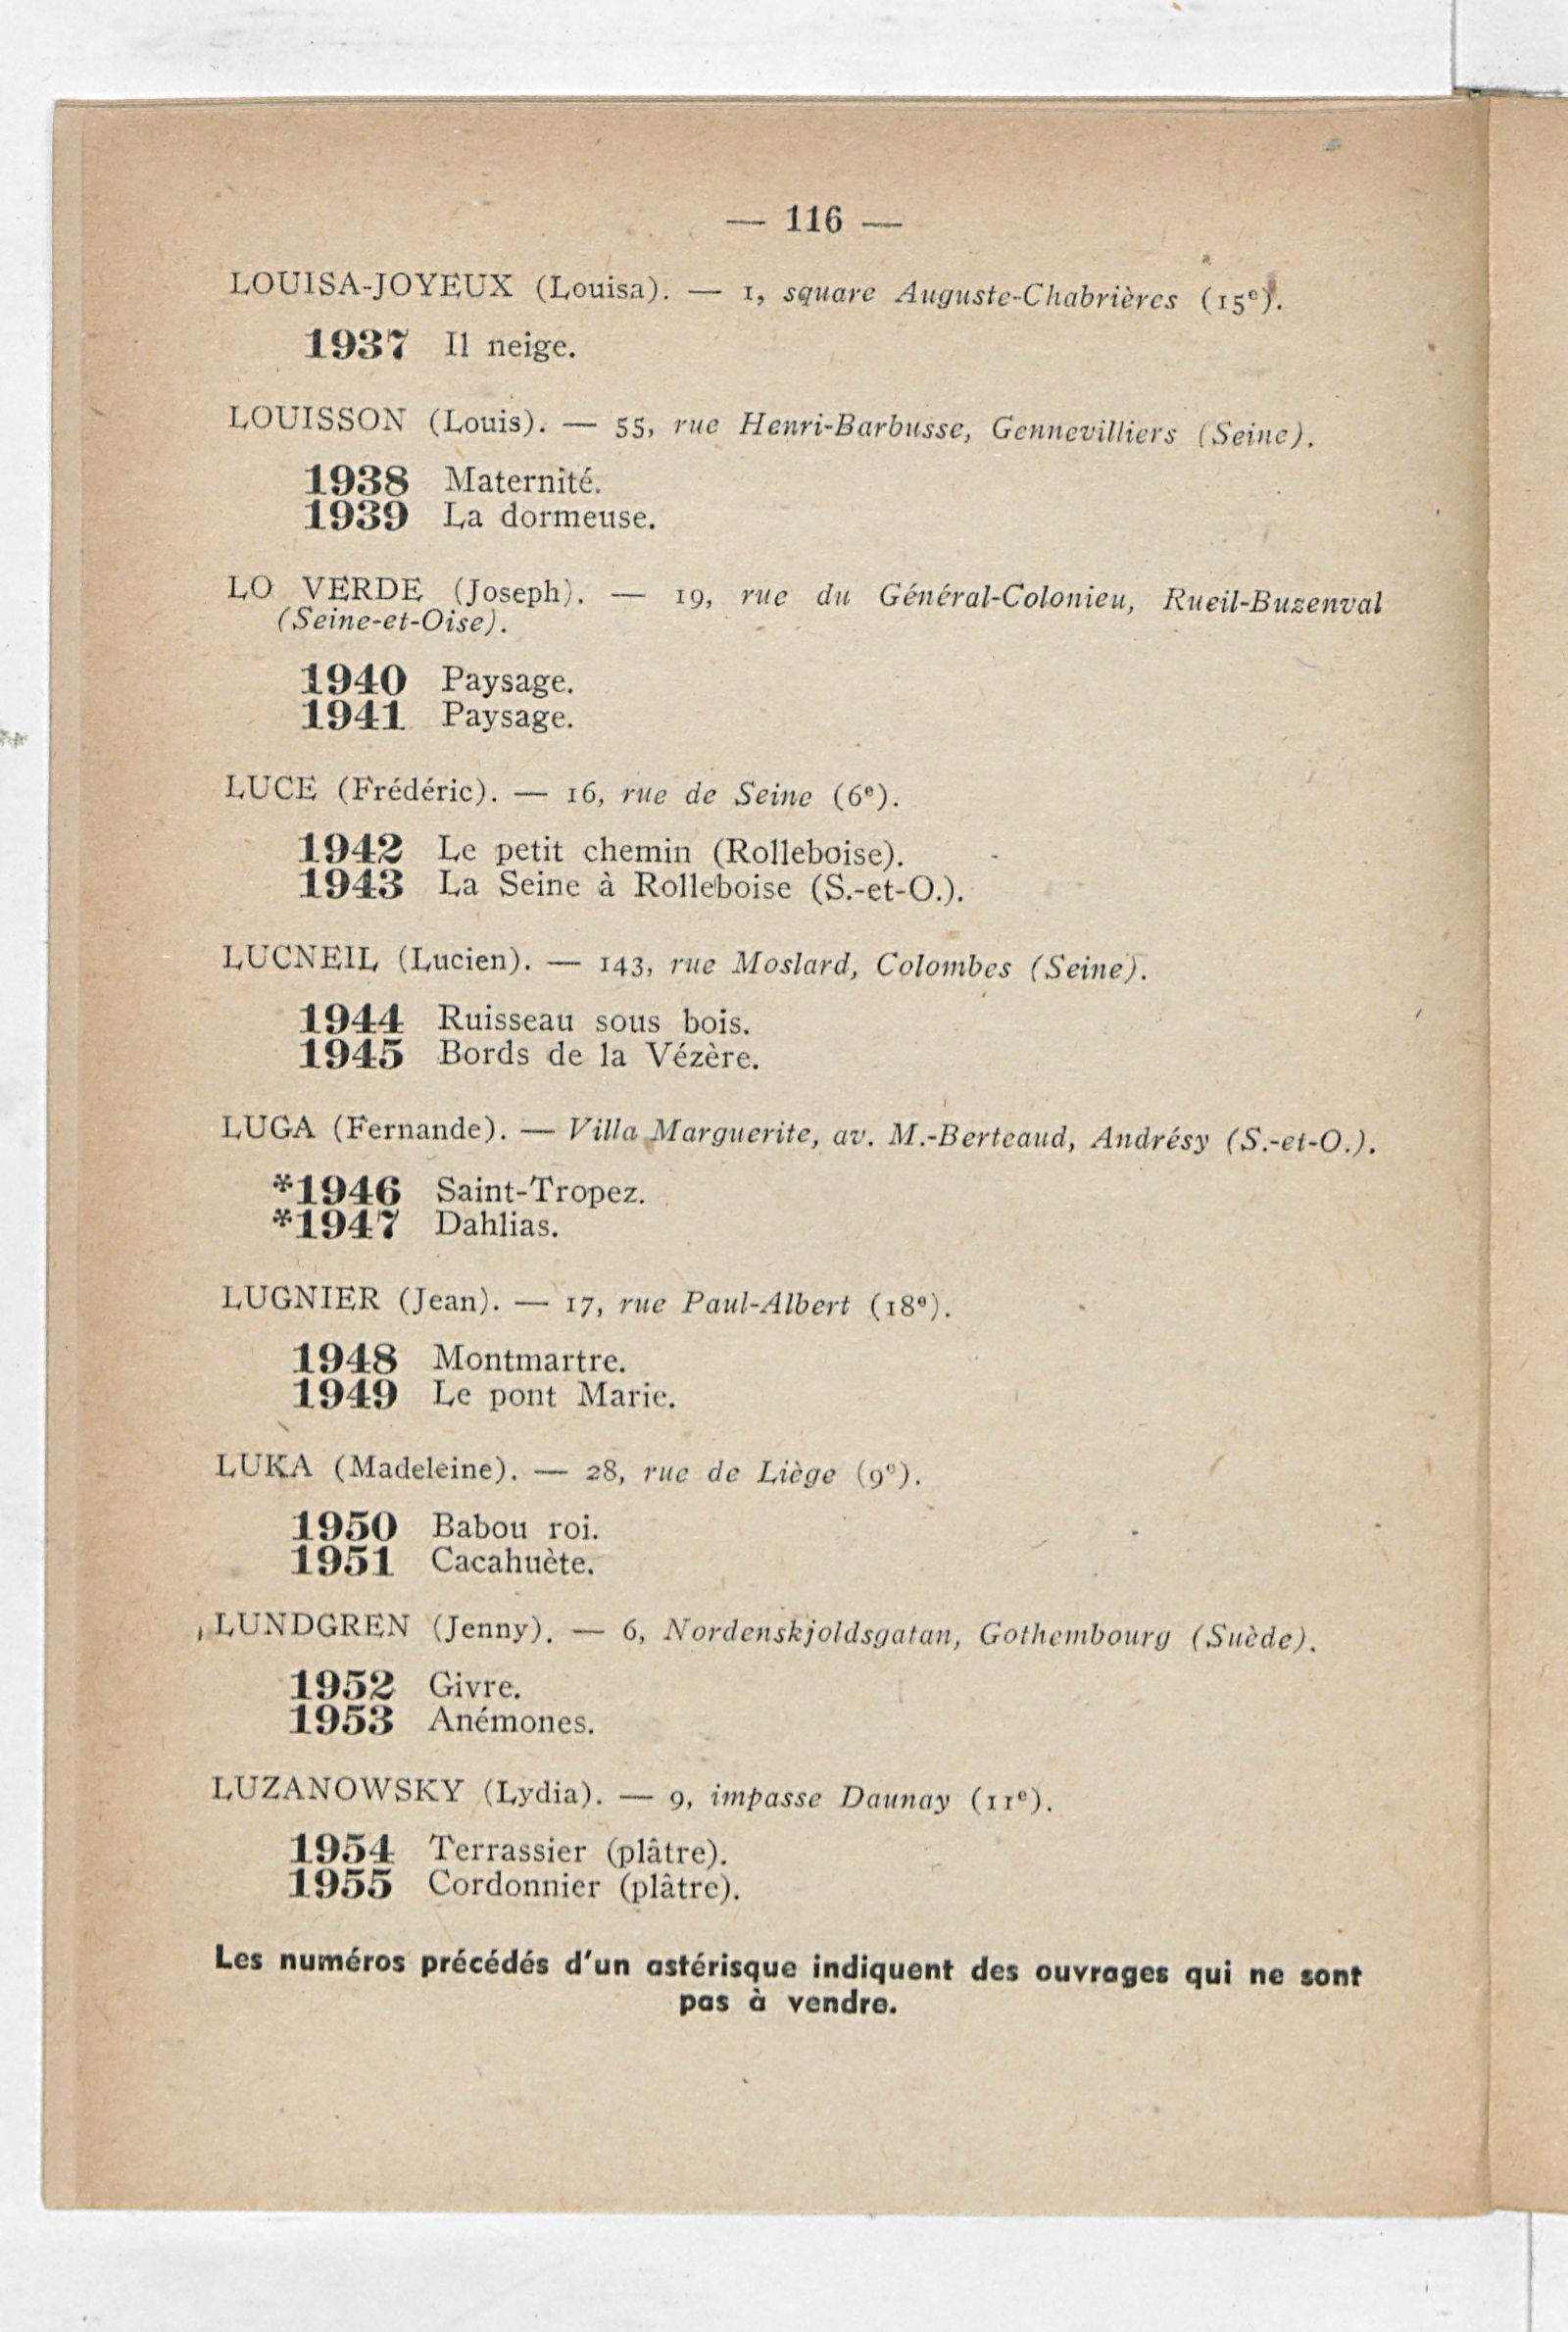 — 116 —
LOUISA-JOYEUX (Louisa). — 1, square Auguste-Chabrières (15e).
1937 Il neige.
LOUISSON (Louis). — 55, rue Henri-Barbusse, Gennevilliers (Seine).
1938 Maternité.
1939 La dormeuse.
LO VERDE (Joseph). — 19, rue du Général-Colonieu, Rueil-Buzenval
(Seine-et-Oise).
1940 Paysage.
1941 Paysage.
LUCE (Frédéric). — 16, rue de Seine (6e).
1942 Le petit chemin (Rolleboise).
1943 La Seine à Rolleboise (S.-et-O.).
LUCNEIL (Lucien). — 143, rue Moslard, Colombes (Seine).
1944 Ruisseau sous bois.
1945 Bords de la Vézère.
LUGA (Fernande). — Villa Marguerite, av. M.-Berteaud, Andrésy (S.-et-O.).
*1946 Saint-Tropez.
*1947 Dahlias.
LUGNIER (Jean). — 17, rue Paul-Albert (18e).
1948 Montmartre.
1949 Le pont Marie.
LUKA (Madeleine). — 28, rue de Liège (9e).
1950 Babou roi.
1951 Cacahuète.
LUNDGREN (Jenny). — 6, Nordenskjoldsgatan, Gothembourg (Suède).
1952 Givre.
1953 Anémones.
LUZANOWSKY (Lydia). — 9, impasse Daunay (11e).
1954 Terrassier (plâtre).
1955 Cordonnier (plâtre).
Les numéros précédés d'un astérisque indiquent des ouvrages qui ne sont
pas à vendre.